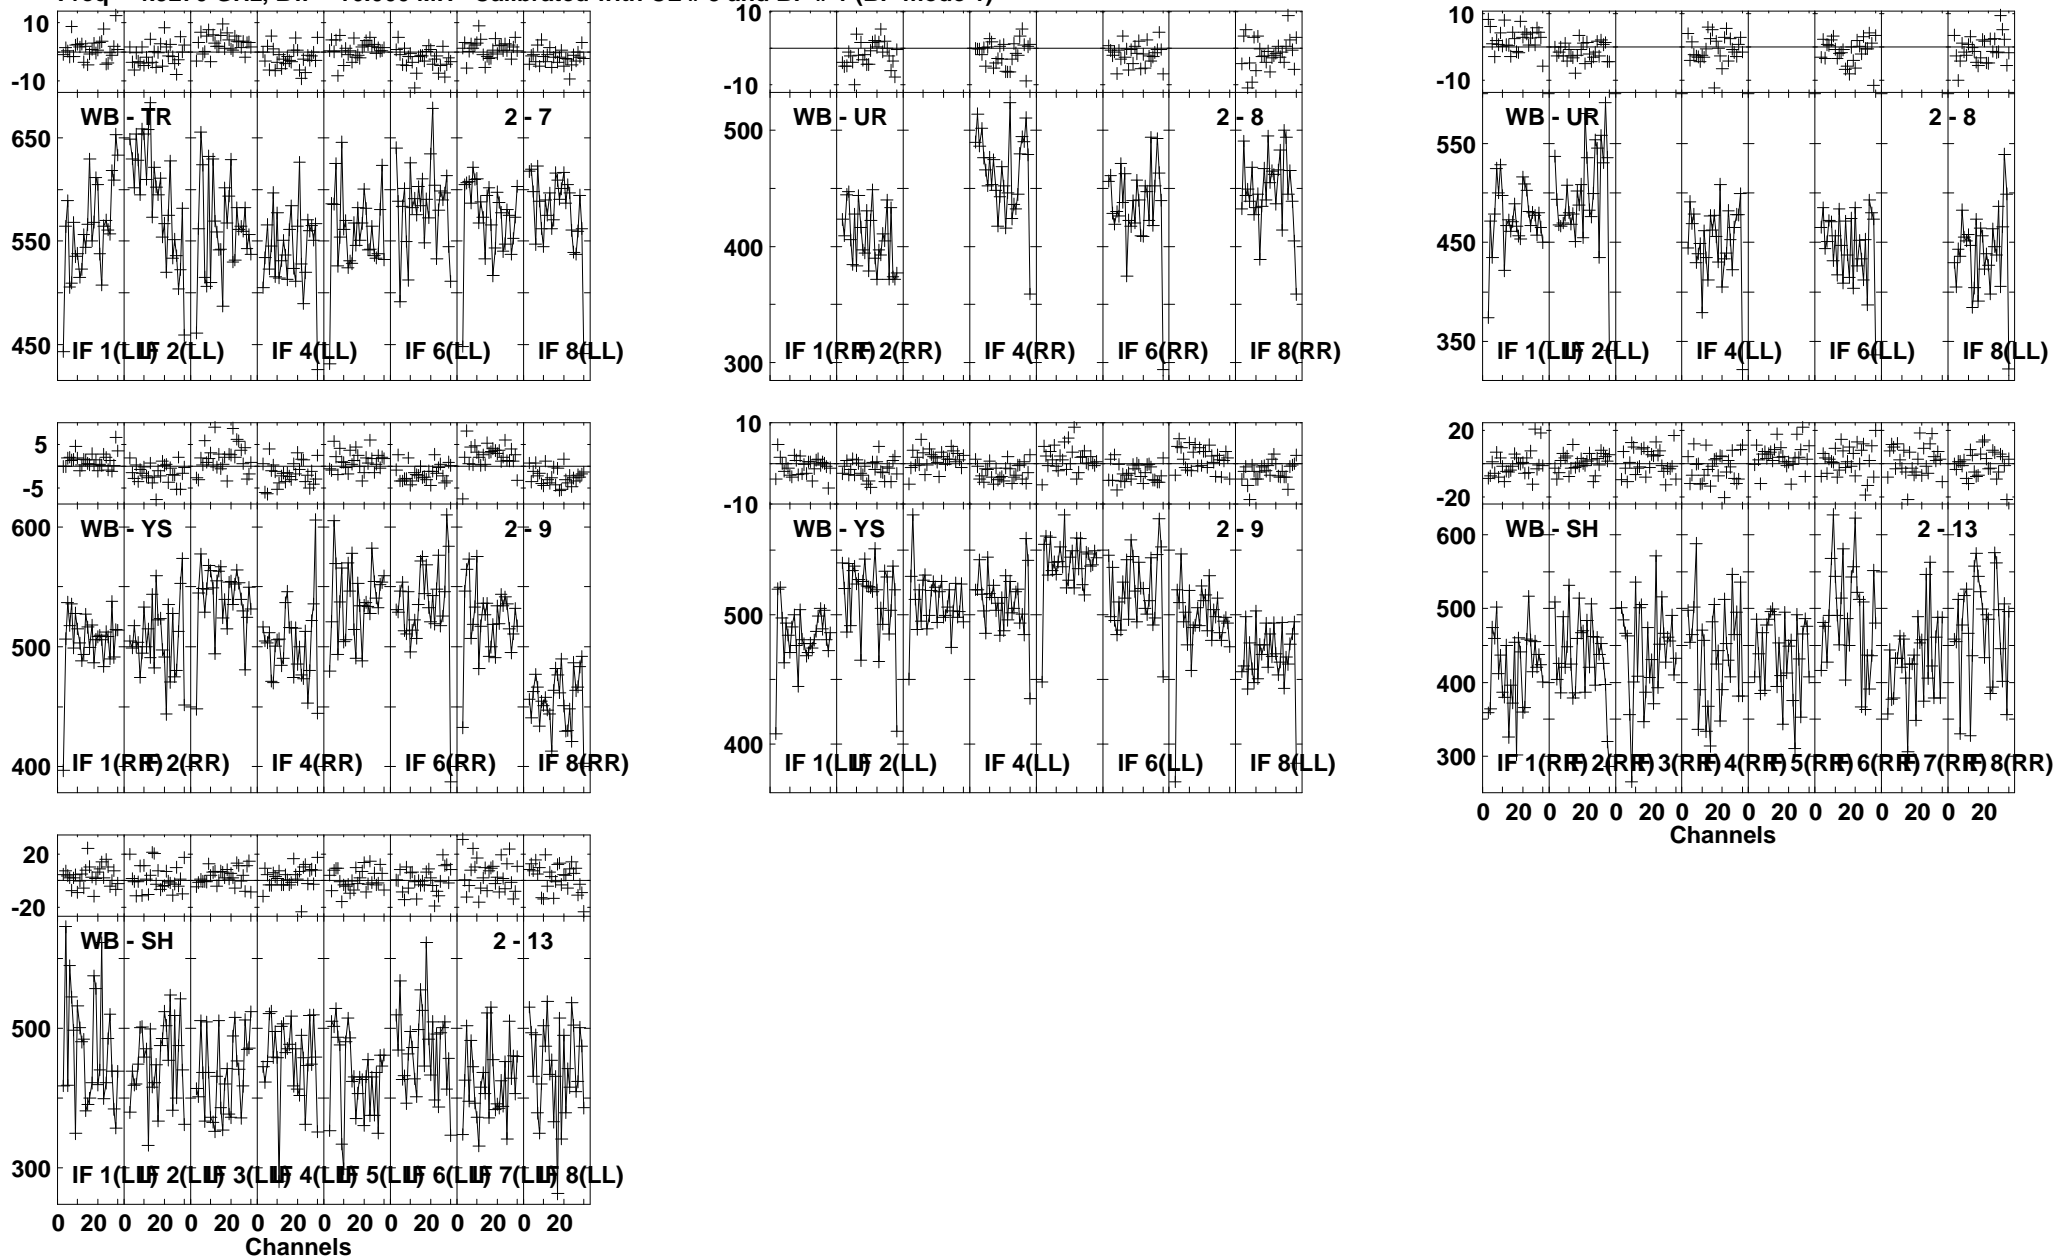 10
-10
WB - TR 2 - 7
650
550
450
IF 1(LL) IF 2(LL) IF 4(LL) IF 6(LL) IF 8(LL)
10
-10
WB - UR 2 - 8
500
400
300
IF 1(RR) IF 2(RR) IF 4(RR) IF 6(RR) IF 8(RR)
10
-10
WB - UR 2 - 8
550
450
350
IF 1(LL) IF 2(LL) IF 4(LL) IF 6(LL) IF 8(LL)
5
-5
WB - YS 2 - 9
600
500
400
IF 1(RR) IF 2(RR) IF 4(RR) IF 6(RR) IF 8(RR)
10
-10
WB - YS 2 - 9
500
400
IF 1(LL) IF 2(LL) IF 4(LL) IF 6(LL) IF 8(LL)
20
-20
WB - SH 2 - 13
600
500
400
300
IF 1(RR) IF 2(RR) IF 3(RR) IF 4(RR) IF 5(RR) IF 6(RR) IF 7(RR) IF 8(RR)
0 20 0 20 0 20 0 20 0 20 0 20 0 20 0 20
Channels
20
-20
WB - SH 2 - 13
500
300
IF 1(LL) IF 2(LL) IF 3(LL) IF 4(LL) IF 5(LL) IF 6(LL) IF 7(LL) IF 8(LL)
0 20 0 20 0 20 0 20 0 20 0 20 0 20 0 20
Channels